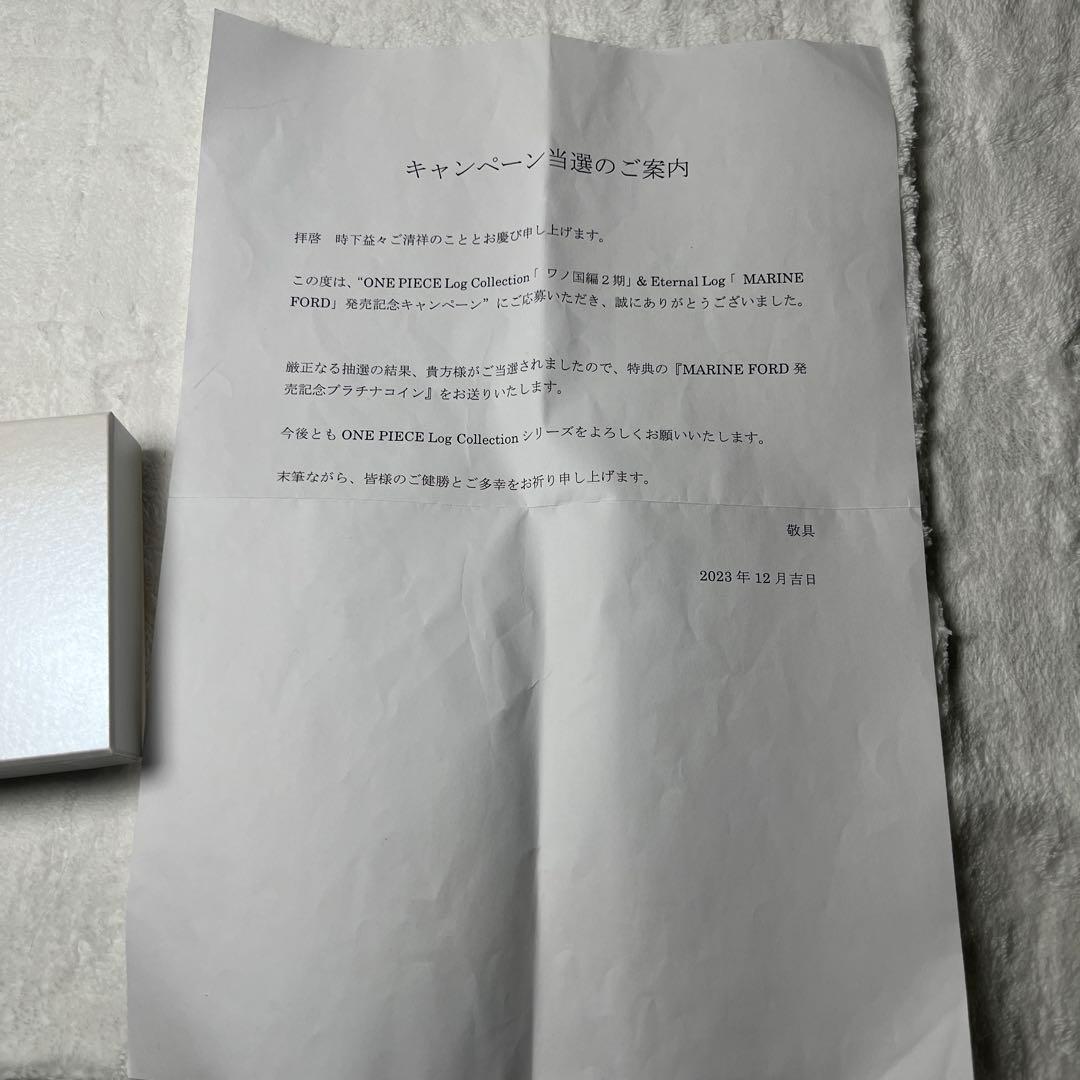 キャンペーン当選のご案内
拝啓　時下益々ご清祥のこととお慶び申し上げます。
この度は、“ONE PIECE Log Collection「 ワノ国編２期」& Eternal Log「 MARINE
FORD」発売記念キャンペーン” にご応募いただき、誠にありがとうございました。
厳正なる抽選の結果、貴方様がご当選されましたので、特典の『MARINE FORD 発
売記念プラチナコイン』をお送りいたします。
今後とも ONE PIECE Log Collection シリーズをよろしくお願いいたします。
末筆ながら、皆様のご健勝とご多幸をお祈り申し上げます。
敬具
2023 年 12 月吉日